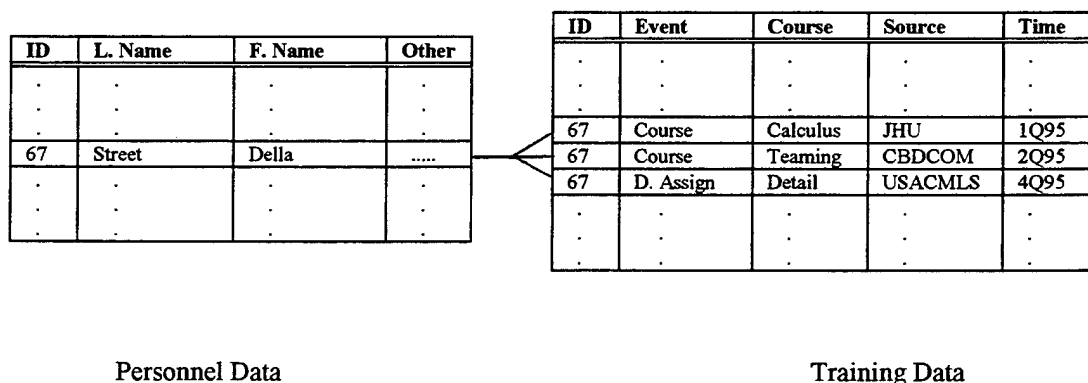 ID L. Name F. Name Other
67 Street Della .....
ID Event Course Source Time
67 Course Calculus JHU 1Q95
67 Course Teaming CBDCOM 2Q95
67 D. Assign Detail USACMLS 4Q95
Personnel Data
Training Data